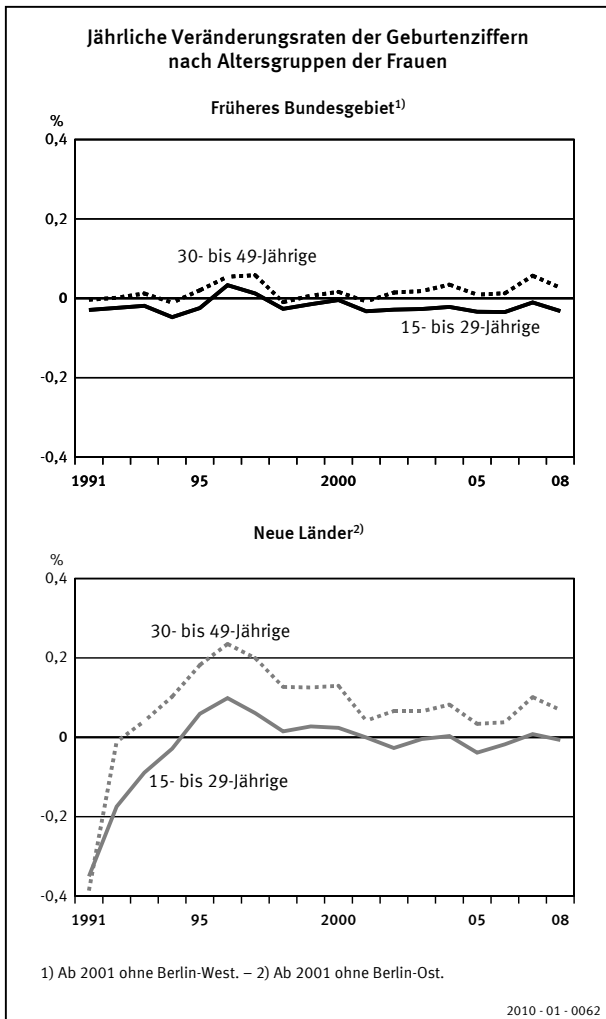 Jährliche Veränderungsraten der Geburtenziffern
nach Altersgruppen der Frauen
Früheres Bundesgebiet1)
%
0,4
0,2
30- bis 49-Jährige
0
15- bis 29-Jährige
-0,2
-0,4
1991 95 2000 05 08
Neue Länder2)
%
0,4
30- bis 49-Jährige
0,2
0
15- bis 29-Jährige
-0,2
-0,4
1991 95 2000 05 08
1) Ab 2001 ohne Berlin-West. – 2) Ab 2001 ohne Berlin-Ost.
2010 - 01 - 0062